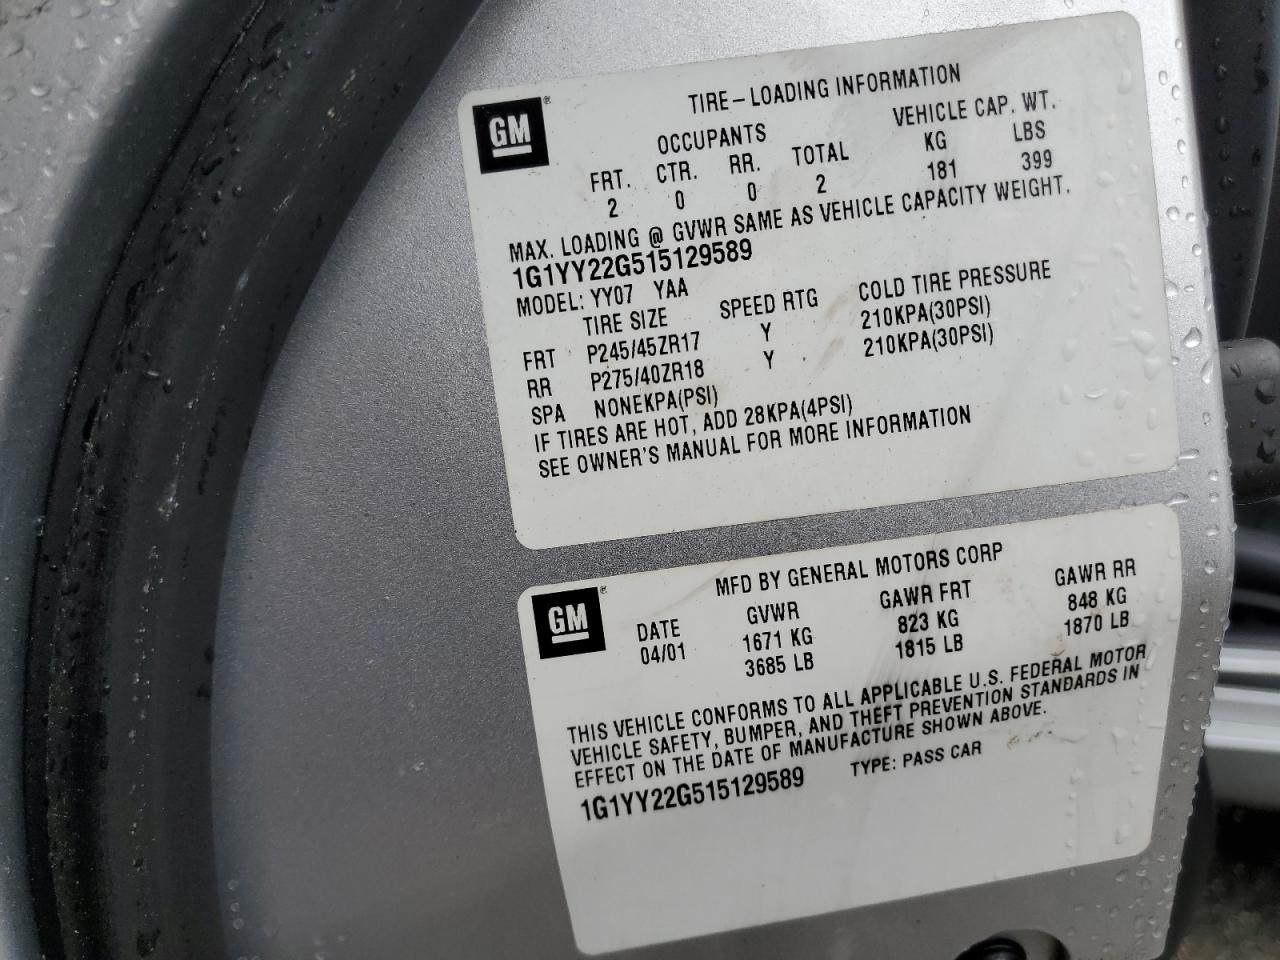 GM ®
TIRE-LOADING INFORMATION
OCCUPANTS VEHICLE CAP. WT.
FRT. CTR. RR. TOTAL KG LBS
2 0 0 2 181 399
MAX. LOADING @ GVWR SAME AS VEHICLE CAPACITY WEIGHT.
1G1YY22G515129589
MODEL: YY07 YAA
TIRE SIZE SPEED RTG COLD TIRE PRESSURE
FRT P245/45ZR17 Y 210KPA(30PSI)
RR P275/40ZR18 Y 210KPA(30PSI)
SPA NONEKPA(PSI)
IF TIRES ARE HOT, ADD 28KPA(4PSI)
SEE OWNER'S MANUAL FOR MORE INFORMATION
GM ®
MFD BY GENERAL MOTORS CORP
DATE GVWR GAWR FRT GAWR RR
04/01 1671 KG 823 KG 848 KG
3685 LB 1815 LB 1870 LB
THIS VEHICLE CONFORMS TO ALL APPLICABLE U.S. FEDERAL MOTOR
VEHICLE SAFETY, BUMPER, AND THEFT PREVENTION STANDARDS IN
EFFECT ON THE DATE OF MANUFACTURE SHOWN ABOVE.
1G1YY22G515129589 TYPE: PASS CAR